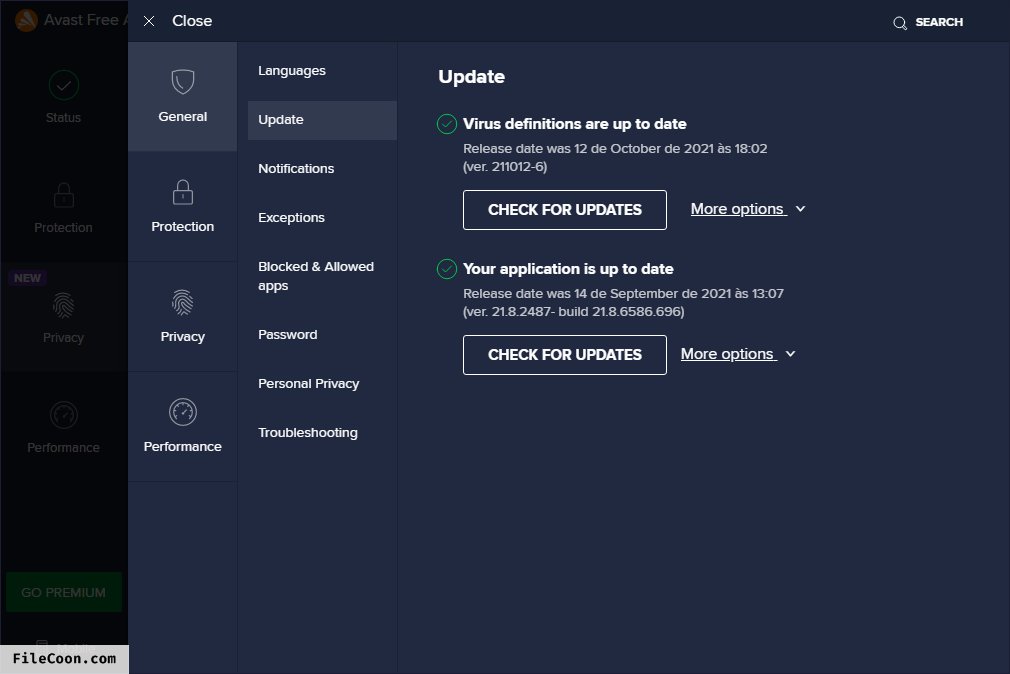 Avast Free A
Close
SEARCH
Status
Protection
NEW
Privacy
Performance
GO PREMIUM
FileCoon.com
General
Protection
Privacy
Performance
Languages
Update
Notifications
Exceptions
Blocked & Allowed
apps
Password
Personal Privacy
Troubleshooting
Update
Virus definitions are up to date
Release date was 12 de October de 2021 às 18:02
(ver. 211012-6)
CHECK FOR UPDATES
More options
Your application is up to date
Release date was 14 de September de 2021 às 13:07
(ver. 21.8.2487- build 21.8.6586.696)
CHECK FOR UPDATES
More options